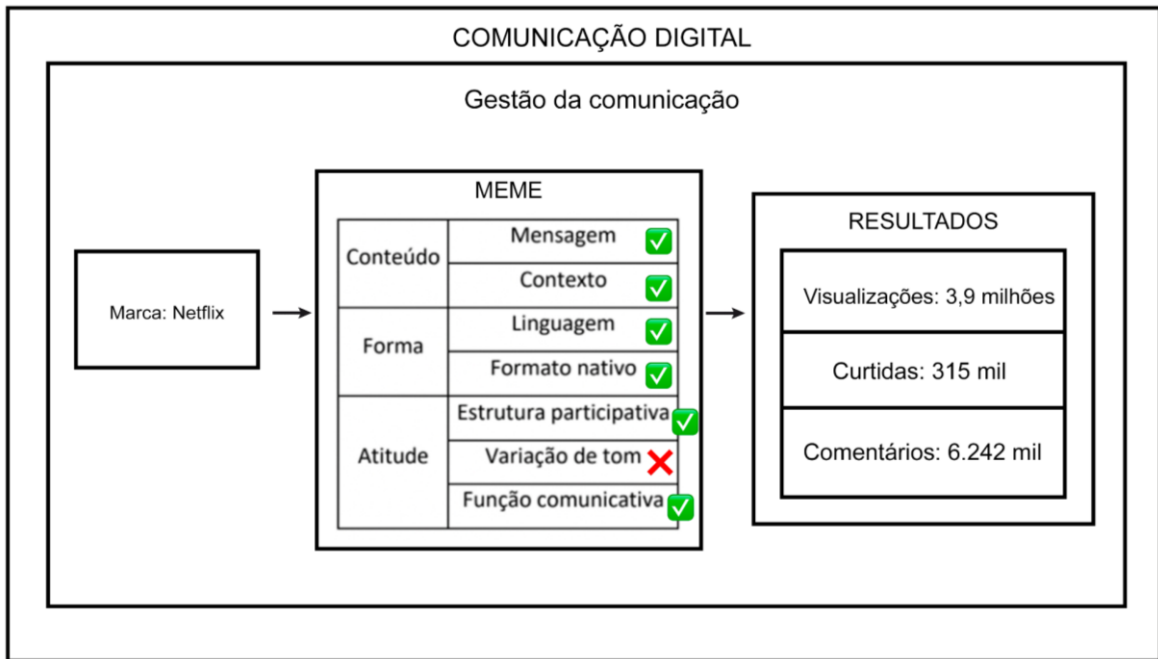 COMUNICAÇÃO DIGITAL
Gestão da comunicação
Marca: Netflix
MEME
Conteúdo
Mensagem
Contexto
Forma
Linguagem
Formato nativo
Atitude
Estrutura participativa
Variação de tom
Função comunicativa
RESULTADOS
Visualizações: 3,9 milhões
Curtidas: 315 mil
Comentários: 6.242 mil